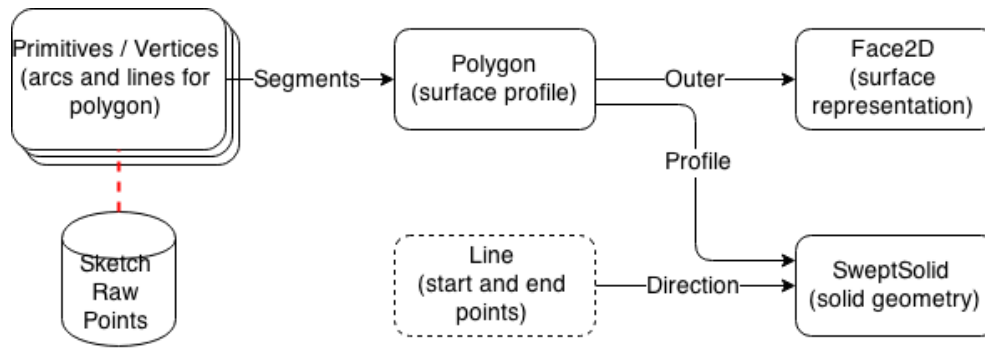 Primitives / Vertices
(arcs and lines for
polygon)
Segments
Polygon
(surface profile)
Outer
Face2D
(surface
representation)
Profile
Sketch
Raw
Points
Line
(start and end
points)
Direction
SweptSolid
(solid geometry)